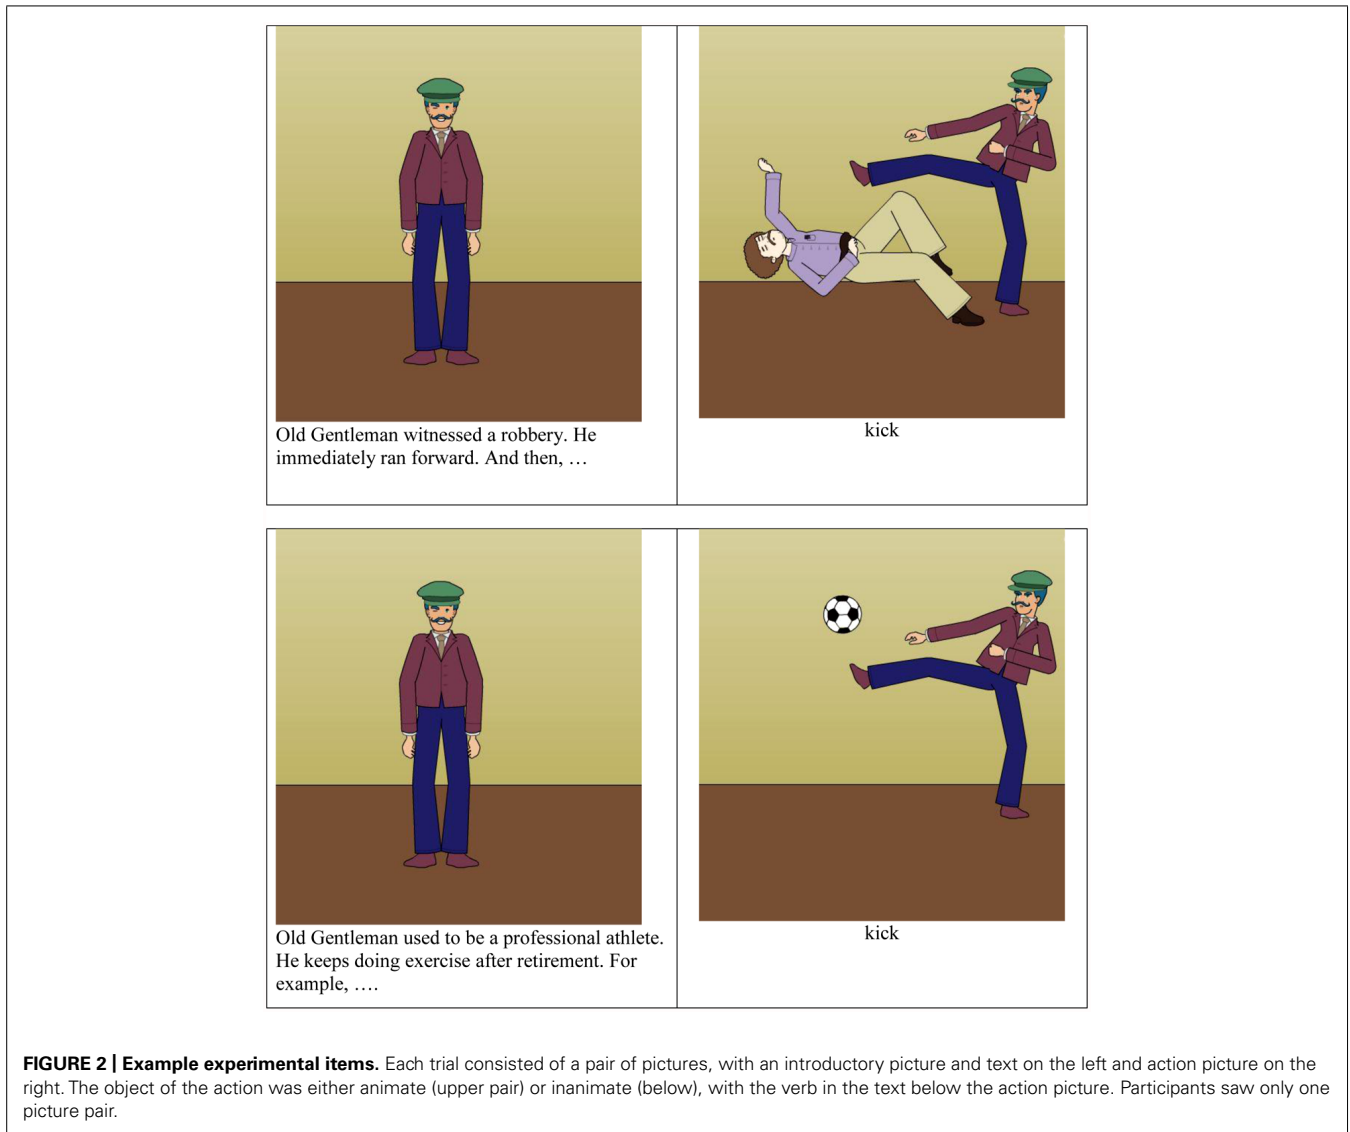 Old Gentleman witnessed a robbery. He
immediately ran forward. And then, …
kick
Old Gentleman used to be a professional athlete.
He keeps doing exercise after retirement. For
example, ….
kick
FIGURE 2 | Example experimental items. Each trial consisted of a pair of pictures, with an introductory picture and text on the left and action picture on the
right. The object of the action was either animate (upper pair) or inanimate (below), with the verb in the text below the action picture. Participants saw only one
picture pair.